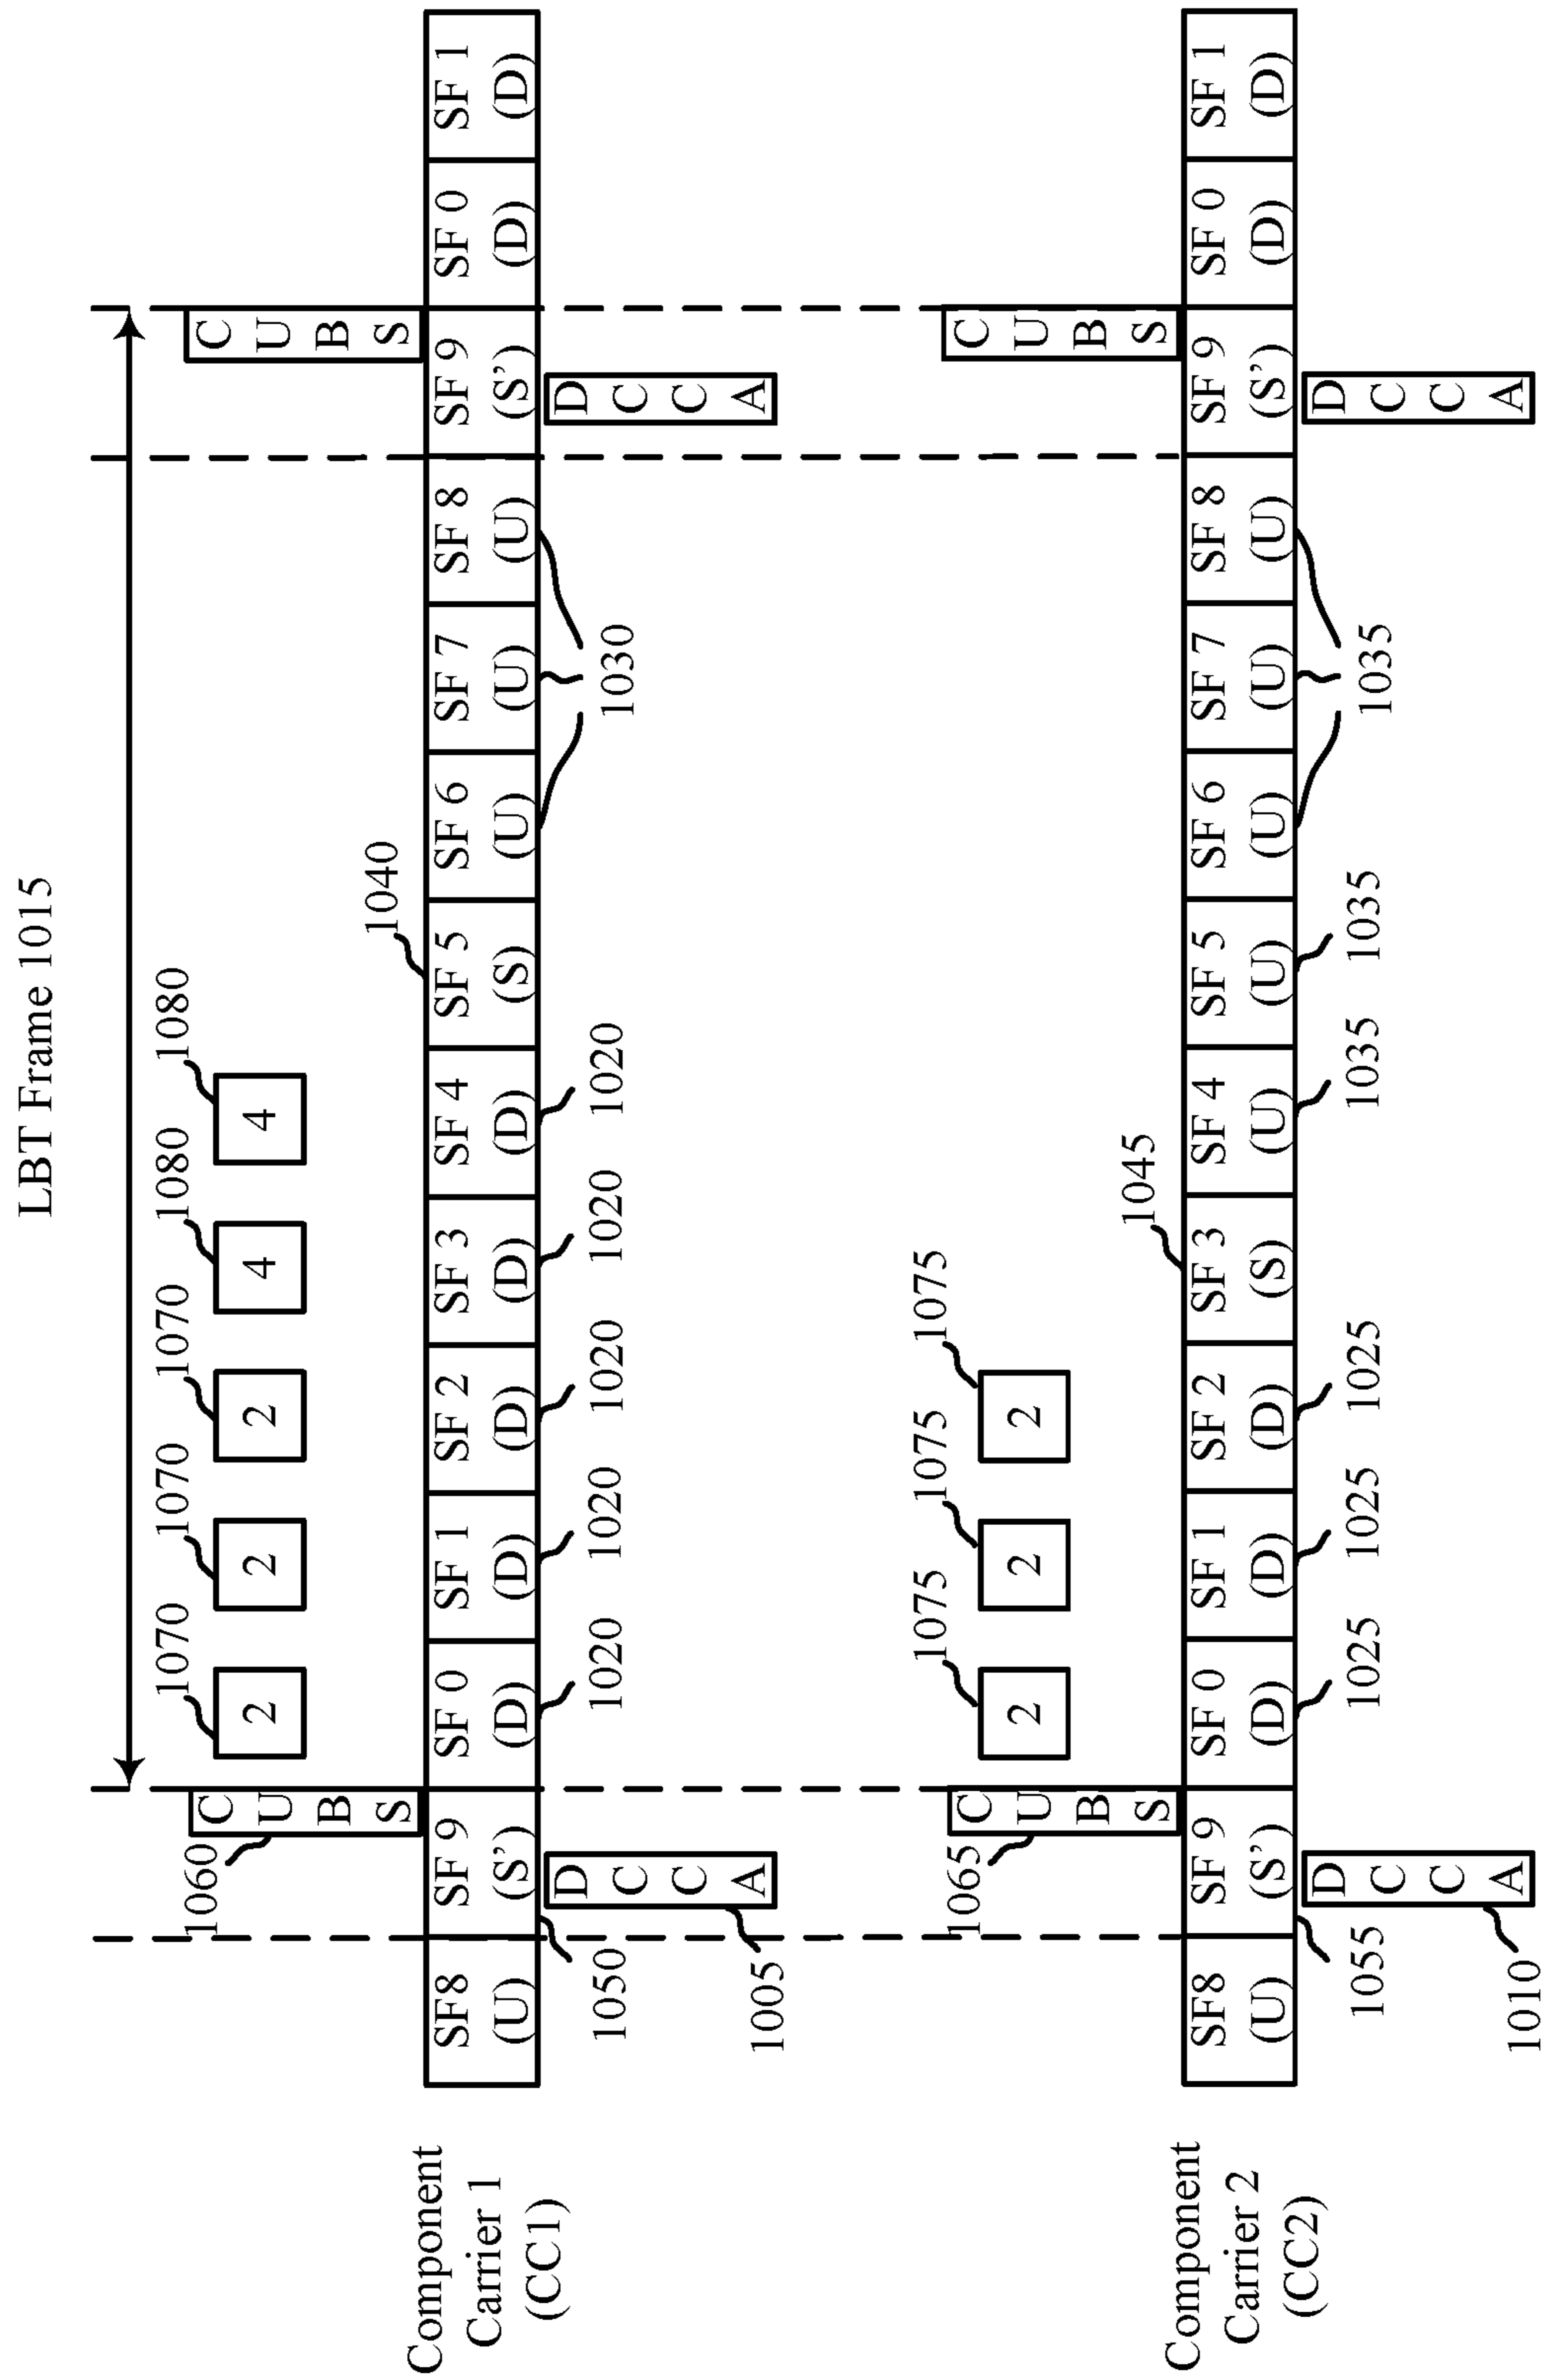 LBT Frame 1015
1070 1070 1070 1080 1080
2 2 2 4 4
1060
CUBS CUBS
1040
Component
Carrier 1
(CC1)
SF8 SF 9 SF 0 SF 1 SF 2 SF 3 SF 4 SF 5 SF 6 SF 7 SF 8 SF 9 SF 0 SF 1
(U) (S') (D) (D) (D) (D) (D) (S) (U) (U) (U) (S') (D) (D)
DCCA DCCA
1050 1020 1020 1020 1020 1020 1030
1005
1075 1075 1075
2 2 2
1065
CUBS CUBS
1045
Component
Carrier 2
(CC2)
SF8 SF 9 SF 0 SF 1 SF 2 SF 3 SF 4 SF 5 SF 6 SF 7 SF 8 SF 9 SF 0 SF 1
(U) (S') (D) (D) (D) (S) (U) (U) (U) (U) (U) (S') (D) (D)
DCCA DCCA
1055 1025 1025 1025 1035 1035 1035
1010